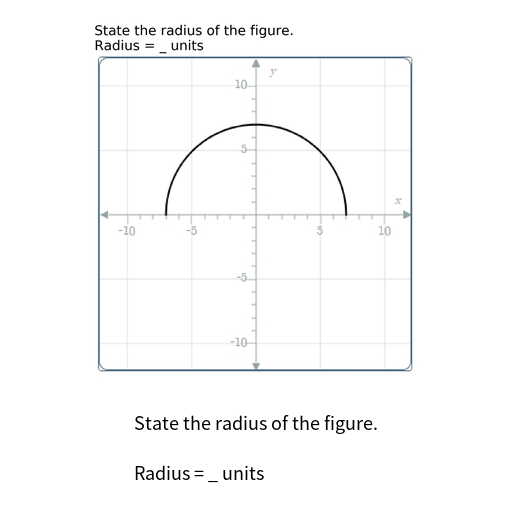 State the radius of the figure.
Radius = _ units
y
10
5
x
-10
-5
5
10
-5
-10
State the radius of the figure.
Radius = _ units